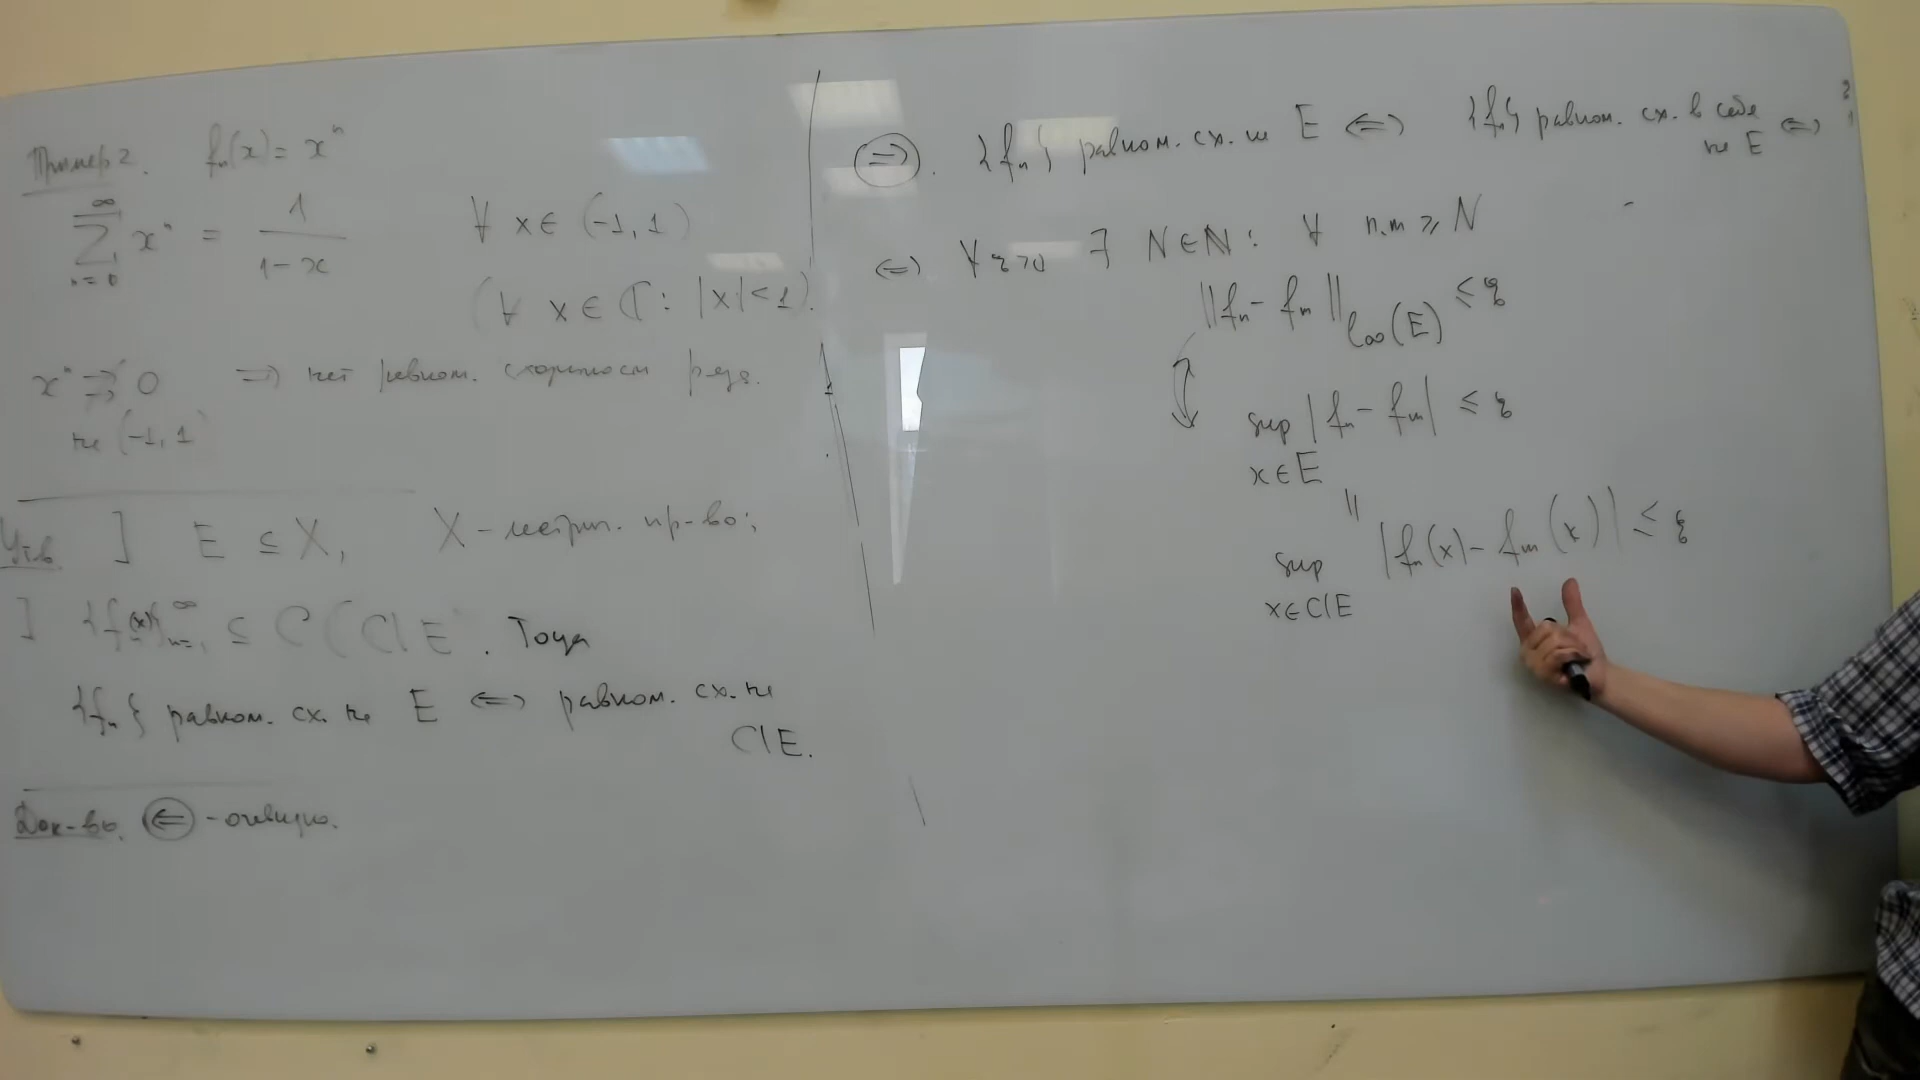 Пример 2. fₙ(x) = xⁿ
∑_{n=0}^{∞} xⁿ = 1/(1-x) ∀ x ∈ (-1, 1)
(∀ x ∈ ℂ : |x| < 1).
xⁿ ⇉̸ 0 ⇒ нет равном. сходимости ряда.
на (-1, 1)
Утв. ] E ⊆ X, X - метрич. пр-во;
] {fₙ(x)}_{n=1}^{∞} ⊆ C(Cl E . Тогда
{fₙ} равном. сх. на E ⇔ равном. сх. на
Cl E.
Док-во. ⇐ - очевидно.
⇒. {fₙ} равном. сх. на E ⇔ {fₙ} равном. сх. в себе
на E ⇔
⇔ ∀ ε>0 ∃ N ∈ ℕ : ∀ n,m ⩾ N
||fₙ - fₘ||_{l∞(E)} ≤ ε
⇕
sup |fₙ - fₘ| ≤ ε
x ∈ E
||
sup |fₙ(x) - fₘ(x)| ≤ ε
x ∈ Cl E